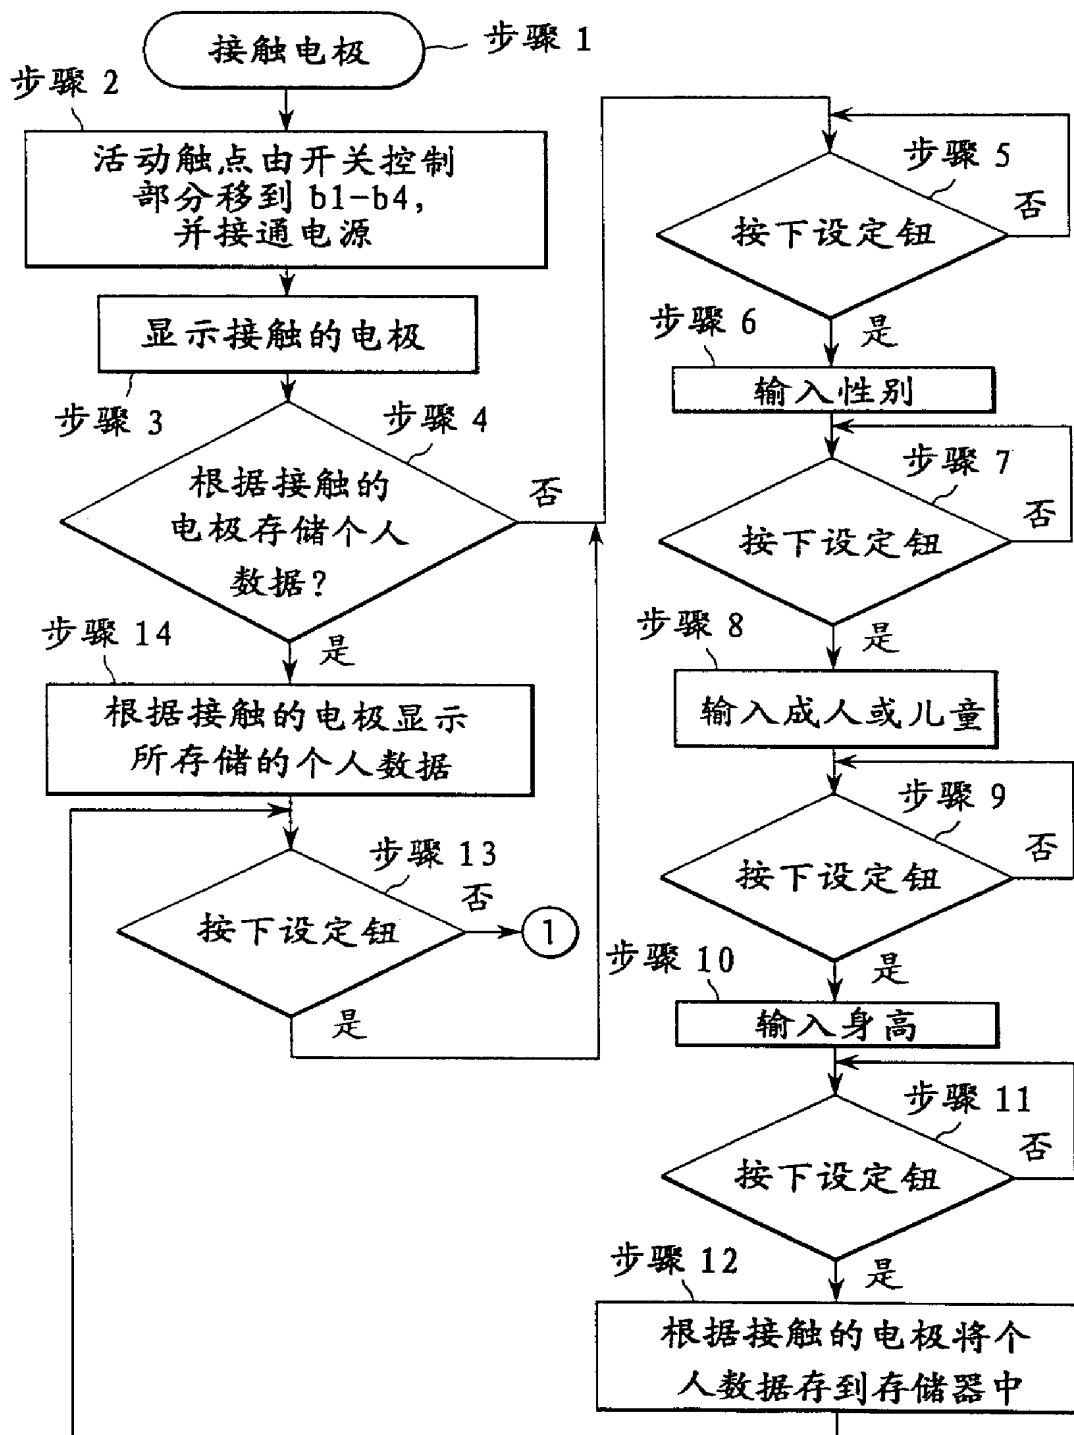 接触电极
步骤 1
步骤 2
活动触点由开关控制
部分移到 b1-b4,
并接通电源
显示接触的电极
步骤 3
步骤 4
根据接触的
电极存储个人
数据?
否
是
步骤 14
根据接触的电极显示
所存储的个人数据
步骤 13
按下设定钮
否
1
是
步骤 5
按下设定钮
否
是
步骤 6
输入性别
步骤 7
按下设定钮
否
是
步骤 8
输入成人或儿童
步骤 9
按下设定钮
否
是
步骤 10
输入身高
步骤 11
按下设定钮
否
是
步骤 12
根据接触的电极将个
人数据存到存储器中